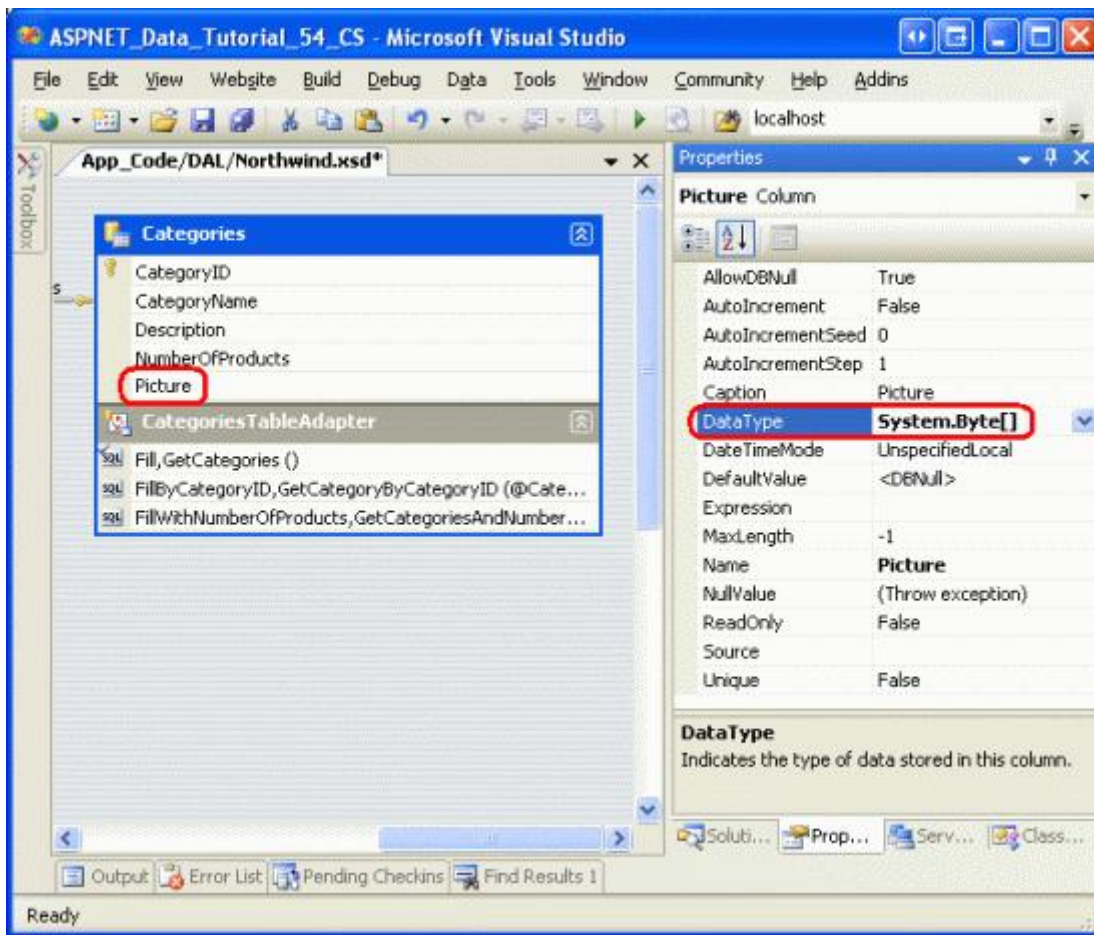 ASPNET_Data_Tutorial_54_CS - Microsoft Visual Studio
File Edit View Website Build Debug Data Tools Window Community Help Addins
localhost
Toolbox
App_Code/DAL/Northwind.xsd*
s
Categories
CategoryID
CategoryName
Description
NumberOfProducts
Picture
CategoriesTableAdapter
SQL Fill,GetCategories ()
SQL FillByCategoryID,GetCategoryByCategoryID (@Cate...
SQL FillWithNumberOfProducts,GetCategoriesAndNumber...
Properties
Picture Column
AllowDBNull True
AutoIncrement False
AutoIncrementSeed 0
AutoIncrementStep 1
Caption Picture
DataType System.Byte[]
DateTimeMode UnspecifiedLocal
DefaultValue <DBNull>
Expression
MaxLength -1
Name Picture
NullValue (Throw exception)
ReadOnly False
Source
Unique False
DataType
Indicates the type of data stored in this column.
Soluti... Prop... Serv... Class...
Output Error List Pending Checkins Find Results 1
Ready